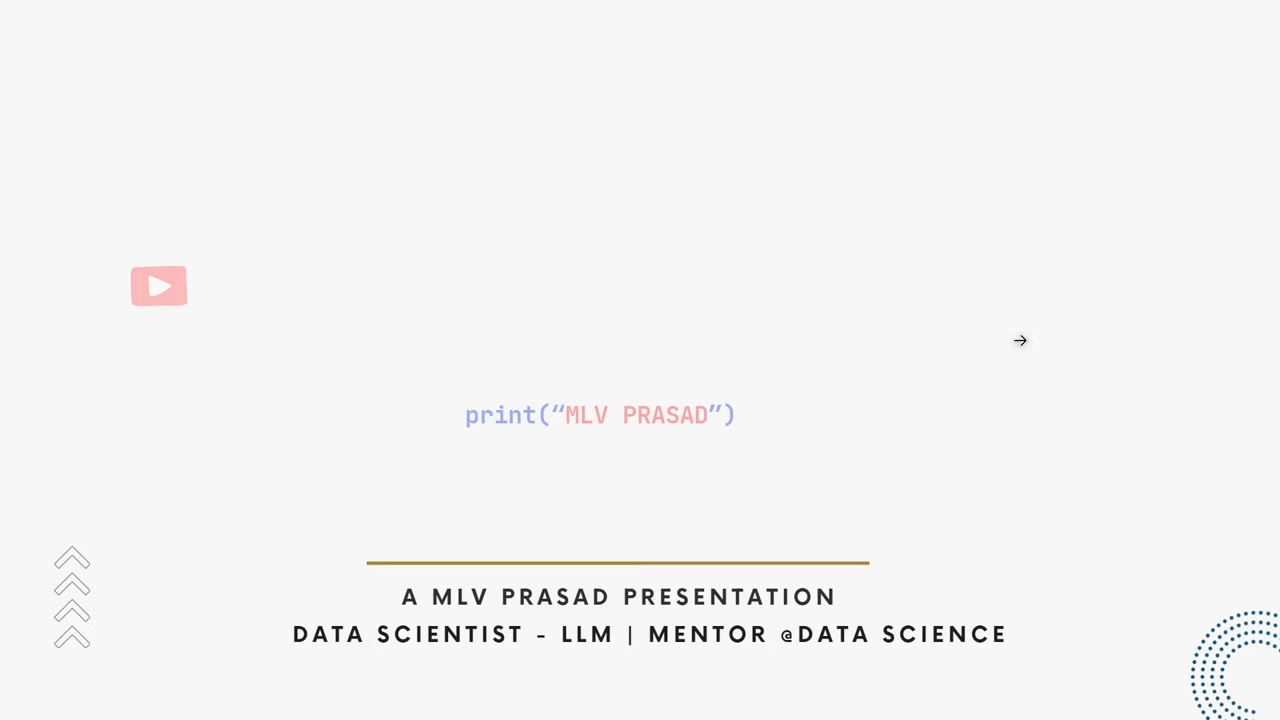 print(“MLV PRASAD”)
A MLV PRASAD PRESENTATION
DATA SCIENTIST - LLM | MENTOR @DATA SCIENCE